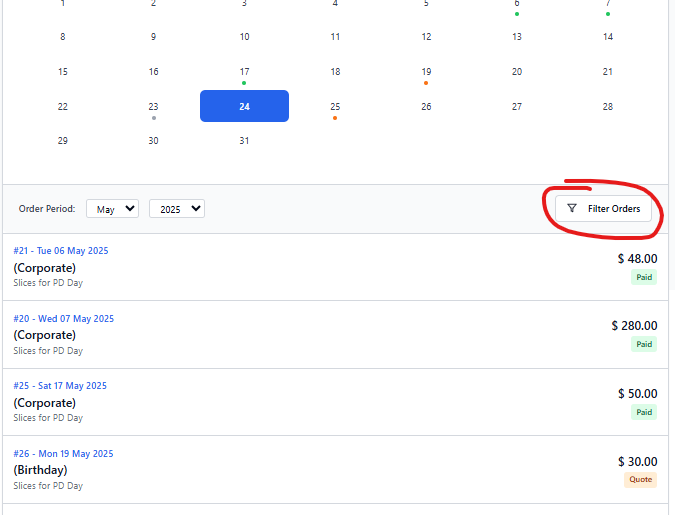 1 2 3 4 5 6 7
8 9 10 11 12 13 14
15 16 17 18 19 20 21
22 23 24 25 26 27 28
29 30 31
Order Period: May 2025 Filter Orders
#21 - Tue 06 May 2025
(Corporate) $ 48.00
Slices for PD Day Paid
#20 - Wed 07 May 2025
(Corporate) $ 280.00
Slices for PD Day Paid
#25 - Sat 17 May 2025
(Corporate) $ 50.00
Slices for PD Day Paid
#26 - Mon 19 May 2025
(Birthday) $ 30.00
Slices for PD Day Quote